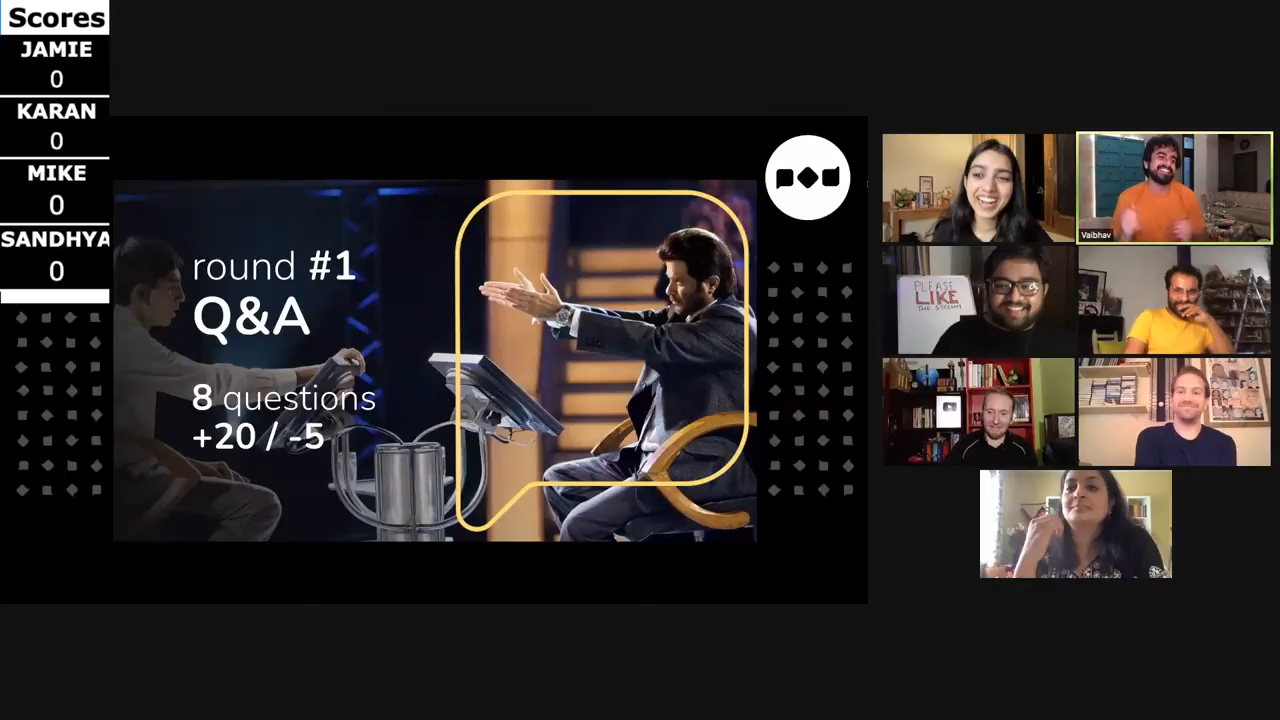 Scores
JAMIE
0
KARAN
0
MIKE
0
SANDHYA
0
round #1
Q&A
8 questions
+20 / -5
Vaibhav
PLEASE
LIKE
THE STREAM